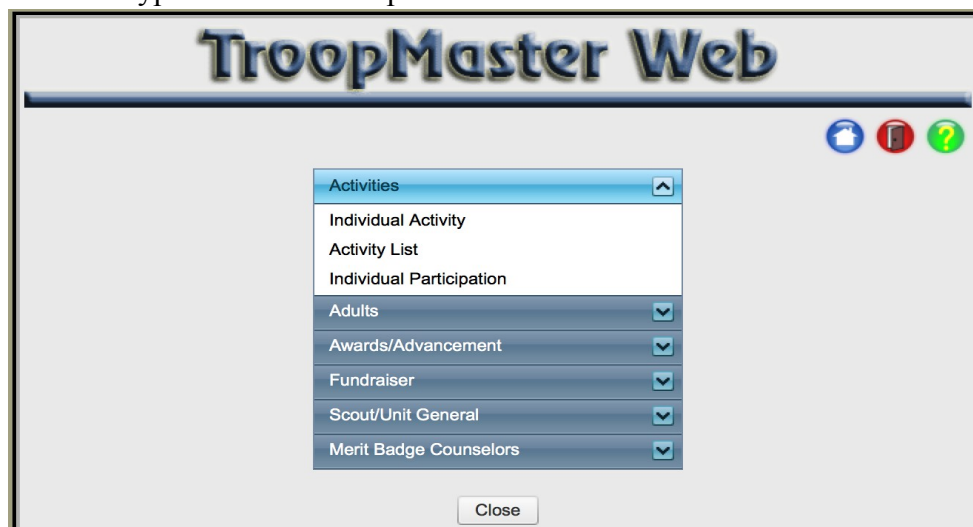 TroopMaster Web
Activities
Individual Activity
Activity List
Individual Participation
Adults
Awards/Advancement
Fundraiser
Scout/Unit General
Merit Badge Counselors
Close